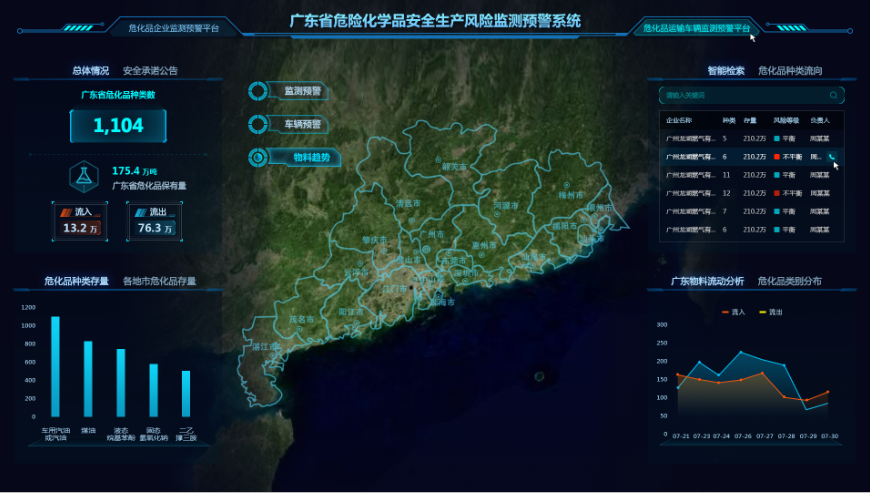 危化品企业监测预警平台
广东省危险化学品安全生产风险监测预警系统
危化品运输车辆监测预警平台
总体情况 安全承诺公告
广东省危化品种类数
1,104
175.4 万吨
广东省危化品保有量
流入
13.2 万
流出
76.3 万
监测预警
车辆预警
物料趋势
韶关市
清远市
河源市
梅州市
潮州市
揭阳市
汕头市
汕尾市
肇庆市
广州市
惠州市
佛山市
东莞市
深圳市
云浮市
江门市
珠海市
阳江市
茂名市
湛江市
智能检索 危化品种类流向
请输入关键词
企业名称 种类 存量 风险等级 负责人
广州龙湖燃气有... 5 210.2万 平衡 周某某
广州龙湖燃气有... 6 210.2万 不平衡 周...
广州龙湖燃气有... 11 210.2万 平衡 周某某
广州龙湖燃气有... 12 210.2万 不平衡 周某某
广州龙湖燃气有... 7 210.2万 平衡 周某某
广州龙湖燃气有... 6 210.2万 平衡 周某某
危化品种类存量 各地市危化品存量
1200
1000
800
600
400
200
0
车用汽油 煤油 液态 固态 二乙
或汽油 烷基苯酚 氢氧化钠
广东物料流动分析 危化品类别分布
流入 流出
300
250
200
150
100
50
0
07-21 07-23 07-24 07-26 07-27 07-28 07-29 07-30